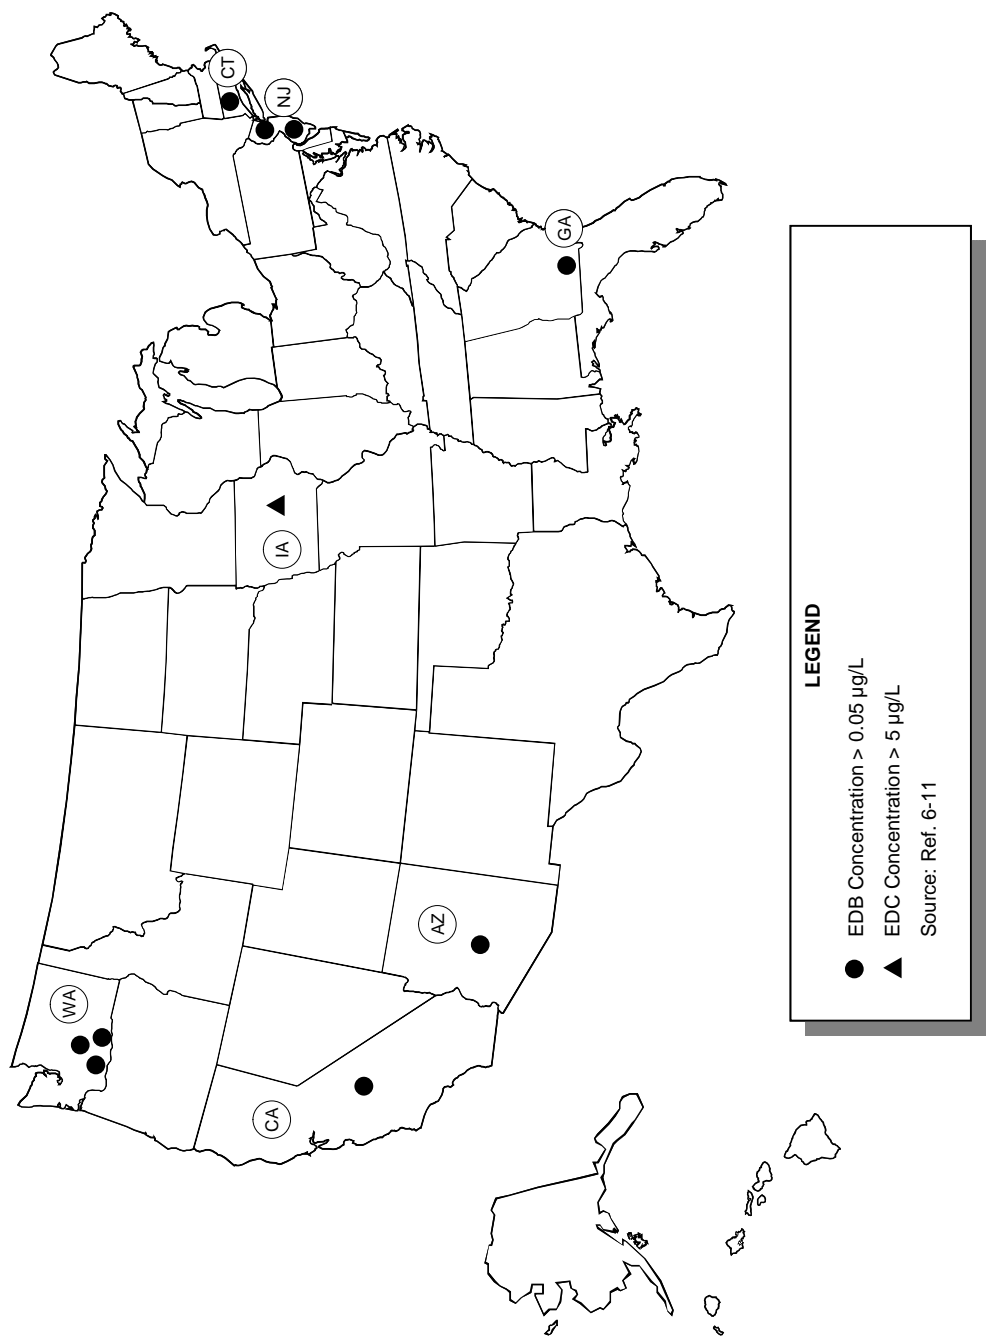 WA
CA
AZ
IA
GA
NJ
CT
LEGEND
EDB Concentration > 0.05 µg/L
EDC Concentration > 5 µg/L
Source: Ref. 6-11